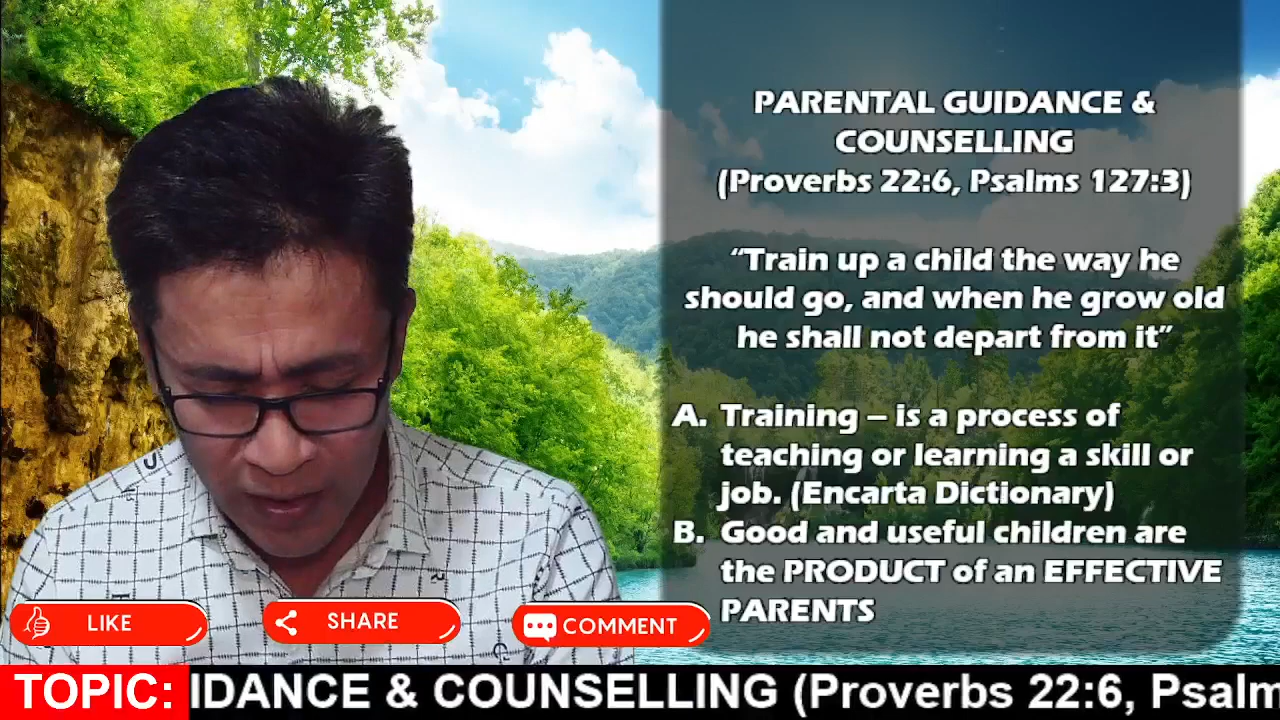 PARENTAL GUIDANCE &
COUNSELLING
(Proverbs 22:6, Psalms 127:3)
“Train up a child the way he
should go, and when he grow old
he shall not depart from it”
A. Training – is a process of
teaching or learning a skill or
job. (Encarta Dictionary)
B. Good and useful children are
the PRODUCT of an EFFECTIVE
PARENTS
LIKE
SHARE
COMMENT
TOPIC: IDANCE & COUNSELLING (Proverbs 22:6, Psalm